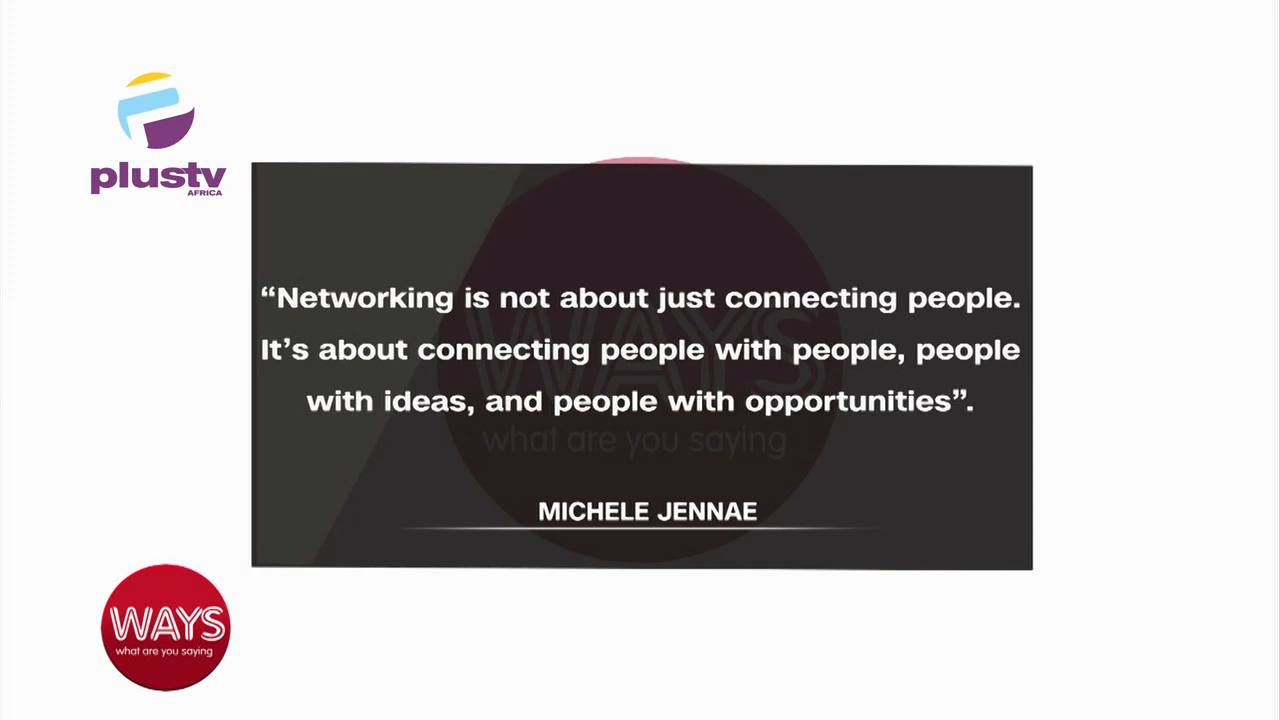 plustv
AFRICA
“Networking is not about just connecting people.
It’s about connecting people with people, people
with ideas, and people with opportunities”.
WAYS
what are you saying
MICHELE JENNAE
WAYS
what are you saying